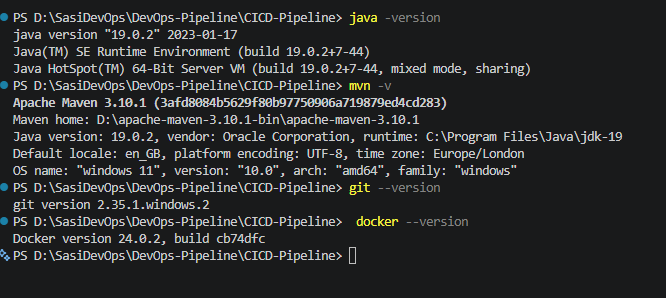 PS D:\SasiDevOps\DevOps-Pipeline\CICD-Pipeline> java -version
java version "19.0.2" 2023-01-17
Java(TM) SE Runtime Environment (build 19.0.2+7-44)
Java HotSpot(TM) 64-Bit Server VM (build 19.0.2+7-44, mixed mode, sharing)
PS D:\SasiDevOps\DevOps-Pipeline\CICD-Pipeline> mvn -v
Apache Maven 3.10.1 (3afd8084b5629f80b97750906a719879ed4cd283)
Maven home: D:\apache-maven-3.10.1-bin\apache-maven-3.10.1
Java version: 19.0.2, vendor: Oracle Corporation, runtime: C:\Program Files\Java\jdk-19
Default locale: en_GB, platform encoding: UTF-8, time zone: Europe/London
OS name: "windows 11", version: "10.0", arch: "amd64", family: "windows"
PS D:\SasiDevOps\DevOps-Pipeline\CICD-Pipeline> git --version
git version 2.35.1.windows.2
PS D:\SasiDevOps\DevOps-Pipeline\CICD-Pipeline>  docker --version
Docker version 24.0.2, build cb74dfc
PS D:\SasiDevOps\DevOps-Pipeline\CICD-Pipeline>